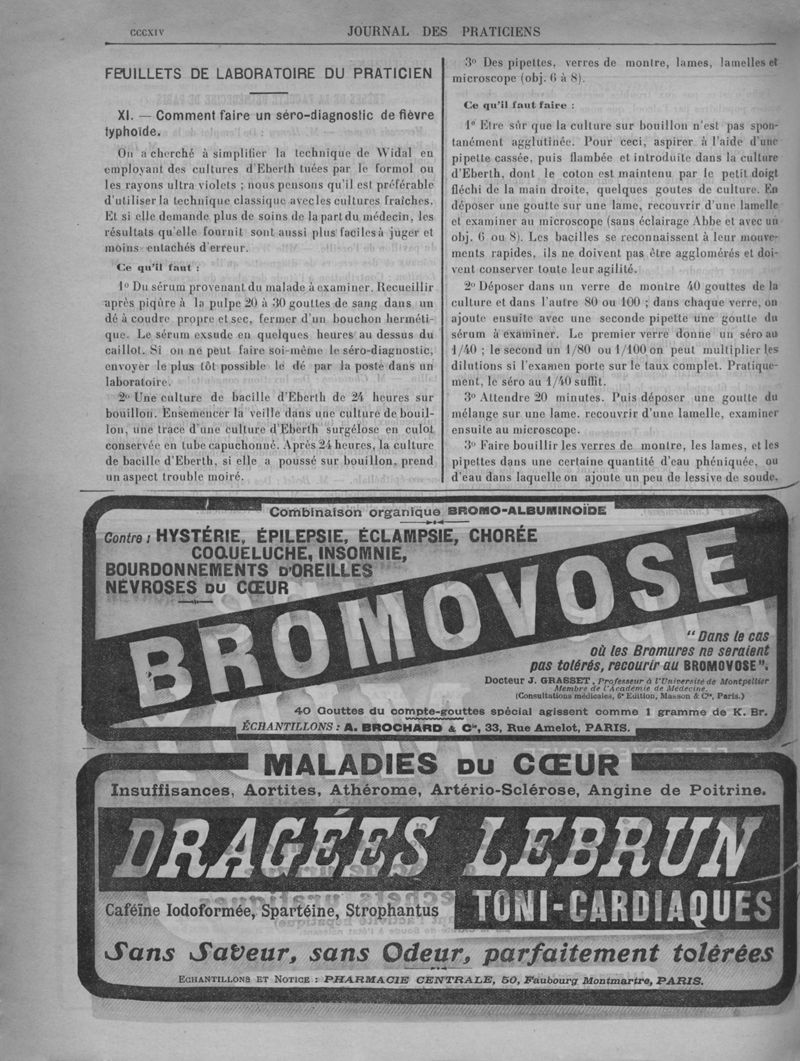 CCCXIV
JOURNAL DES PRATICIENS
FEUILLETS DE LABORATOIRE DU PRATICIEN
XI. — Comment faire un séro-diagnostic de fièvre
typhoïde.
On a cherché à simplifier la technique de Widal en
employant des cultures d'Eberth tuées par le formol ou
les rayons ultra violets ; nous pensons qu'il est préférable
d'utiliser la technique classique avec les cultures fraîches.
Et si elle demande plus de soins de la part du médecin, les
résultats qu'elle fournit sont aussi plus faciles à juger et
moins entachés d'erreur.
Ce qu'il faut :
1º Du sérum provenant du malade à examiner. Recueillir
après piqûre à la pulpe 20 à 30 gouttes de sang dans un
dé à coudre propre et sec, fermer d'un bouchon herméti-
que. Le sérum exsude en quelques heures au dessus du
caillot. Si on ne peut faire soi-même le séro-diagnostic,
envoyer le plus tôt possible le dé par la poste dans un
laboratoire.
2º Une culture de bacille d'Eberth de 24 heures sur
bouillon. Ensemencer la veille dans une culture de bouil-
lon, une trace d'une culture d'Eberth surgélose en culot
conservée en tube capuchonné. Après 24 heures, la culture
de bacille d'Eberth, si elle a poussé sur bouillon, prend
un aspect trouble moiré.
3º Des pipettes, verres de montre, lames, lamelles et
microscope (obj. 6 à 8).
Ce qu'il faut faire :
1º Etre sûr que la culture sur bouillon n'est pas spon-
tanément agglutinée. Pour ceci, aspirer à l'aide d'une
pipette cassée, puis flambée et introduite dans la culture
d'Eberth, dont le coton est maintenu par le petit doigt
fléchi de la main droite, quelques goutes de culture. En
déposer une goutte sur une lame, recouvrir d'une lamelle
et examiner au microscope (sans éclairage Abbe et avec un
obj. 6 ou 8). Les bacilles se reconnaissent à leur mouve-
ments rapides, ils ne doivent pas être agglomérés et doi-
vent conserver toute leur agilité.
2º Déposer dans un verre de montre 40 gouttes de la
culture et dans l'autre 80 ou 100 ; dans chaque verre, on
ajoute ensuite avec une seconde pipette une goutte du
sérum à examiner. Le premier verre donne un séro au
1/40 ; le second un 1/80 ou 1/100 on peut multiplier les
dilutions si l'examen porte sur le taux complet. Pratique-
ment, le séro au 1/40 suffit.
3º Attendre 20 minutes. Puis déposer une goutte du
mélange sur une lame. recouvrir d'une lamelle, examiner
ensuite au microscope.
3º Faire bouillir les verres de montre, les lames, et les
pipettes dans une certaine quantité d'eau phéniquée, ou
d'eau dans laquelle on ajoute un peu de lessive de soude.
Combinaison organique BROMO-ALBUMINOÏDE
Contre : HYSTÉRIE, ÉPILEPSIE, ÉCLAMPSIE, CHORÉE
COQUELUCHE, INSOMNIE,
BOURDONNEMENTS D'OREILLES
NÉVROSES DU CŒUR
BROMOVOSE
"Dans le cas
où les Bromures ne seraient
pas tolérés, recourir au BROMOVOSE".
Docteur J. GRASSET, Professeur à l'Université de Montpellier
Membre de l'Académie de Médecine.
(Consultations médicales, 6e Edition, Masson & Cie, Paris.)
40 Gouttes du compte-gouttes spécial agissent comme 1 gramme de K. Br.
ÉCHANTILLONS : A. BROCHARD & Cie, 33, Rue Amelot, PARIS.
MALADIES DU CŒUR
Insuffisances, Aortites, Athérome, Artério-Sclérose, Angine de Poitrine.
DRAGÉES LEBRUN
Caféine Iodoformée, Spartéine, Strophantus
TONI-CARDIAQUES
Sans Saveur, sans Odeur, parfaitement tolérées
ECHANTILLONS ET NOTICE : PHARMACIE CENTRALE, 50, Faubourg Montmartre, PARIS.